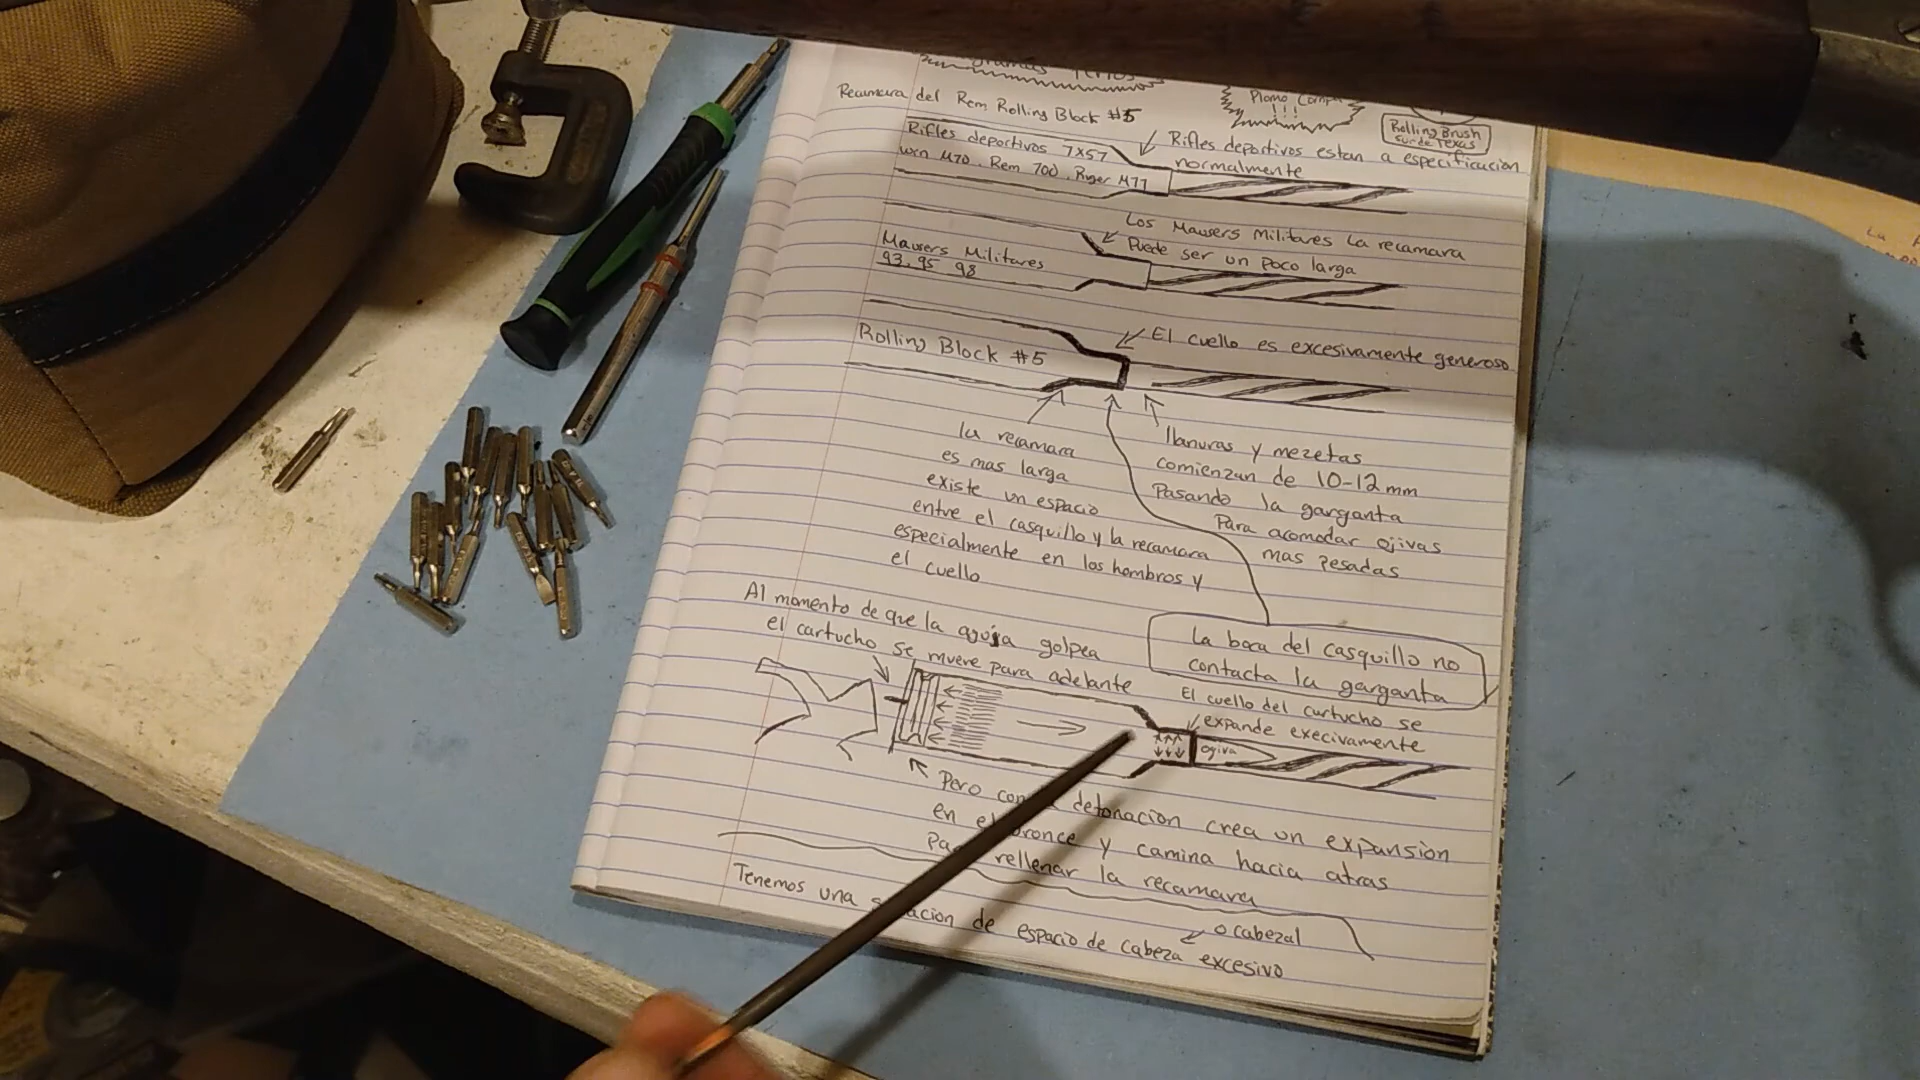 Plomo
!!!
Rolling Brush
Sur de Texas
Recamara del Rem Rolling Block #5
Rifles deportivos 7x57
wxn M70. Rem 700. Ruger M77
Rifles deportivos estan a especificacion
normalmente
Mausers Militares
93. 95 98
Los Mausers Militares la recamara
Puede ser un poco larga
Rolling Block #5
El cuello es excesivamente generoso
la recamara
es mas larga
existe un espacio
entre el casquillo y la recamara
especialmente en los hombros y
el cuello
llanuras y mezetas
comienzan de 10-12mm
Pasando la garganta
Para acomodar ojivas
mas pesadas
La boca del casquillo no
contacta la garganta
Al momento de que la aguja golpea
el cartucho se mueve para adelante
El cuello del cartucho se
expande execivamente
ogiva
Pero con detonacion crea un expansion
en el bronce y camina hacia atras
rellenar la recamara
Tenemos una de espacio de cabeza excesivo
o cabezal